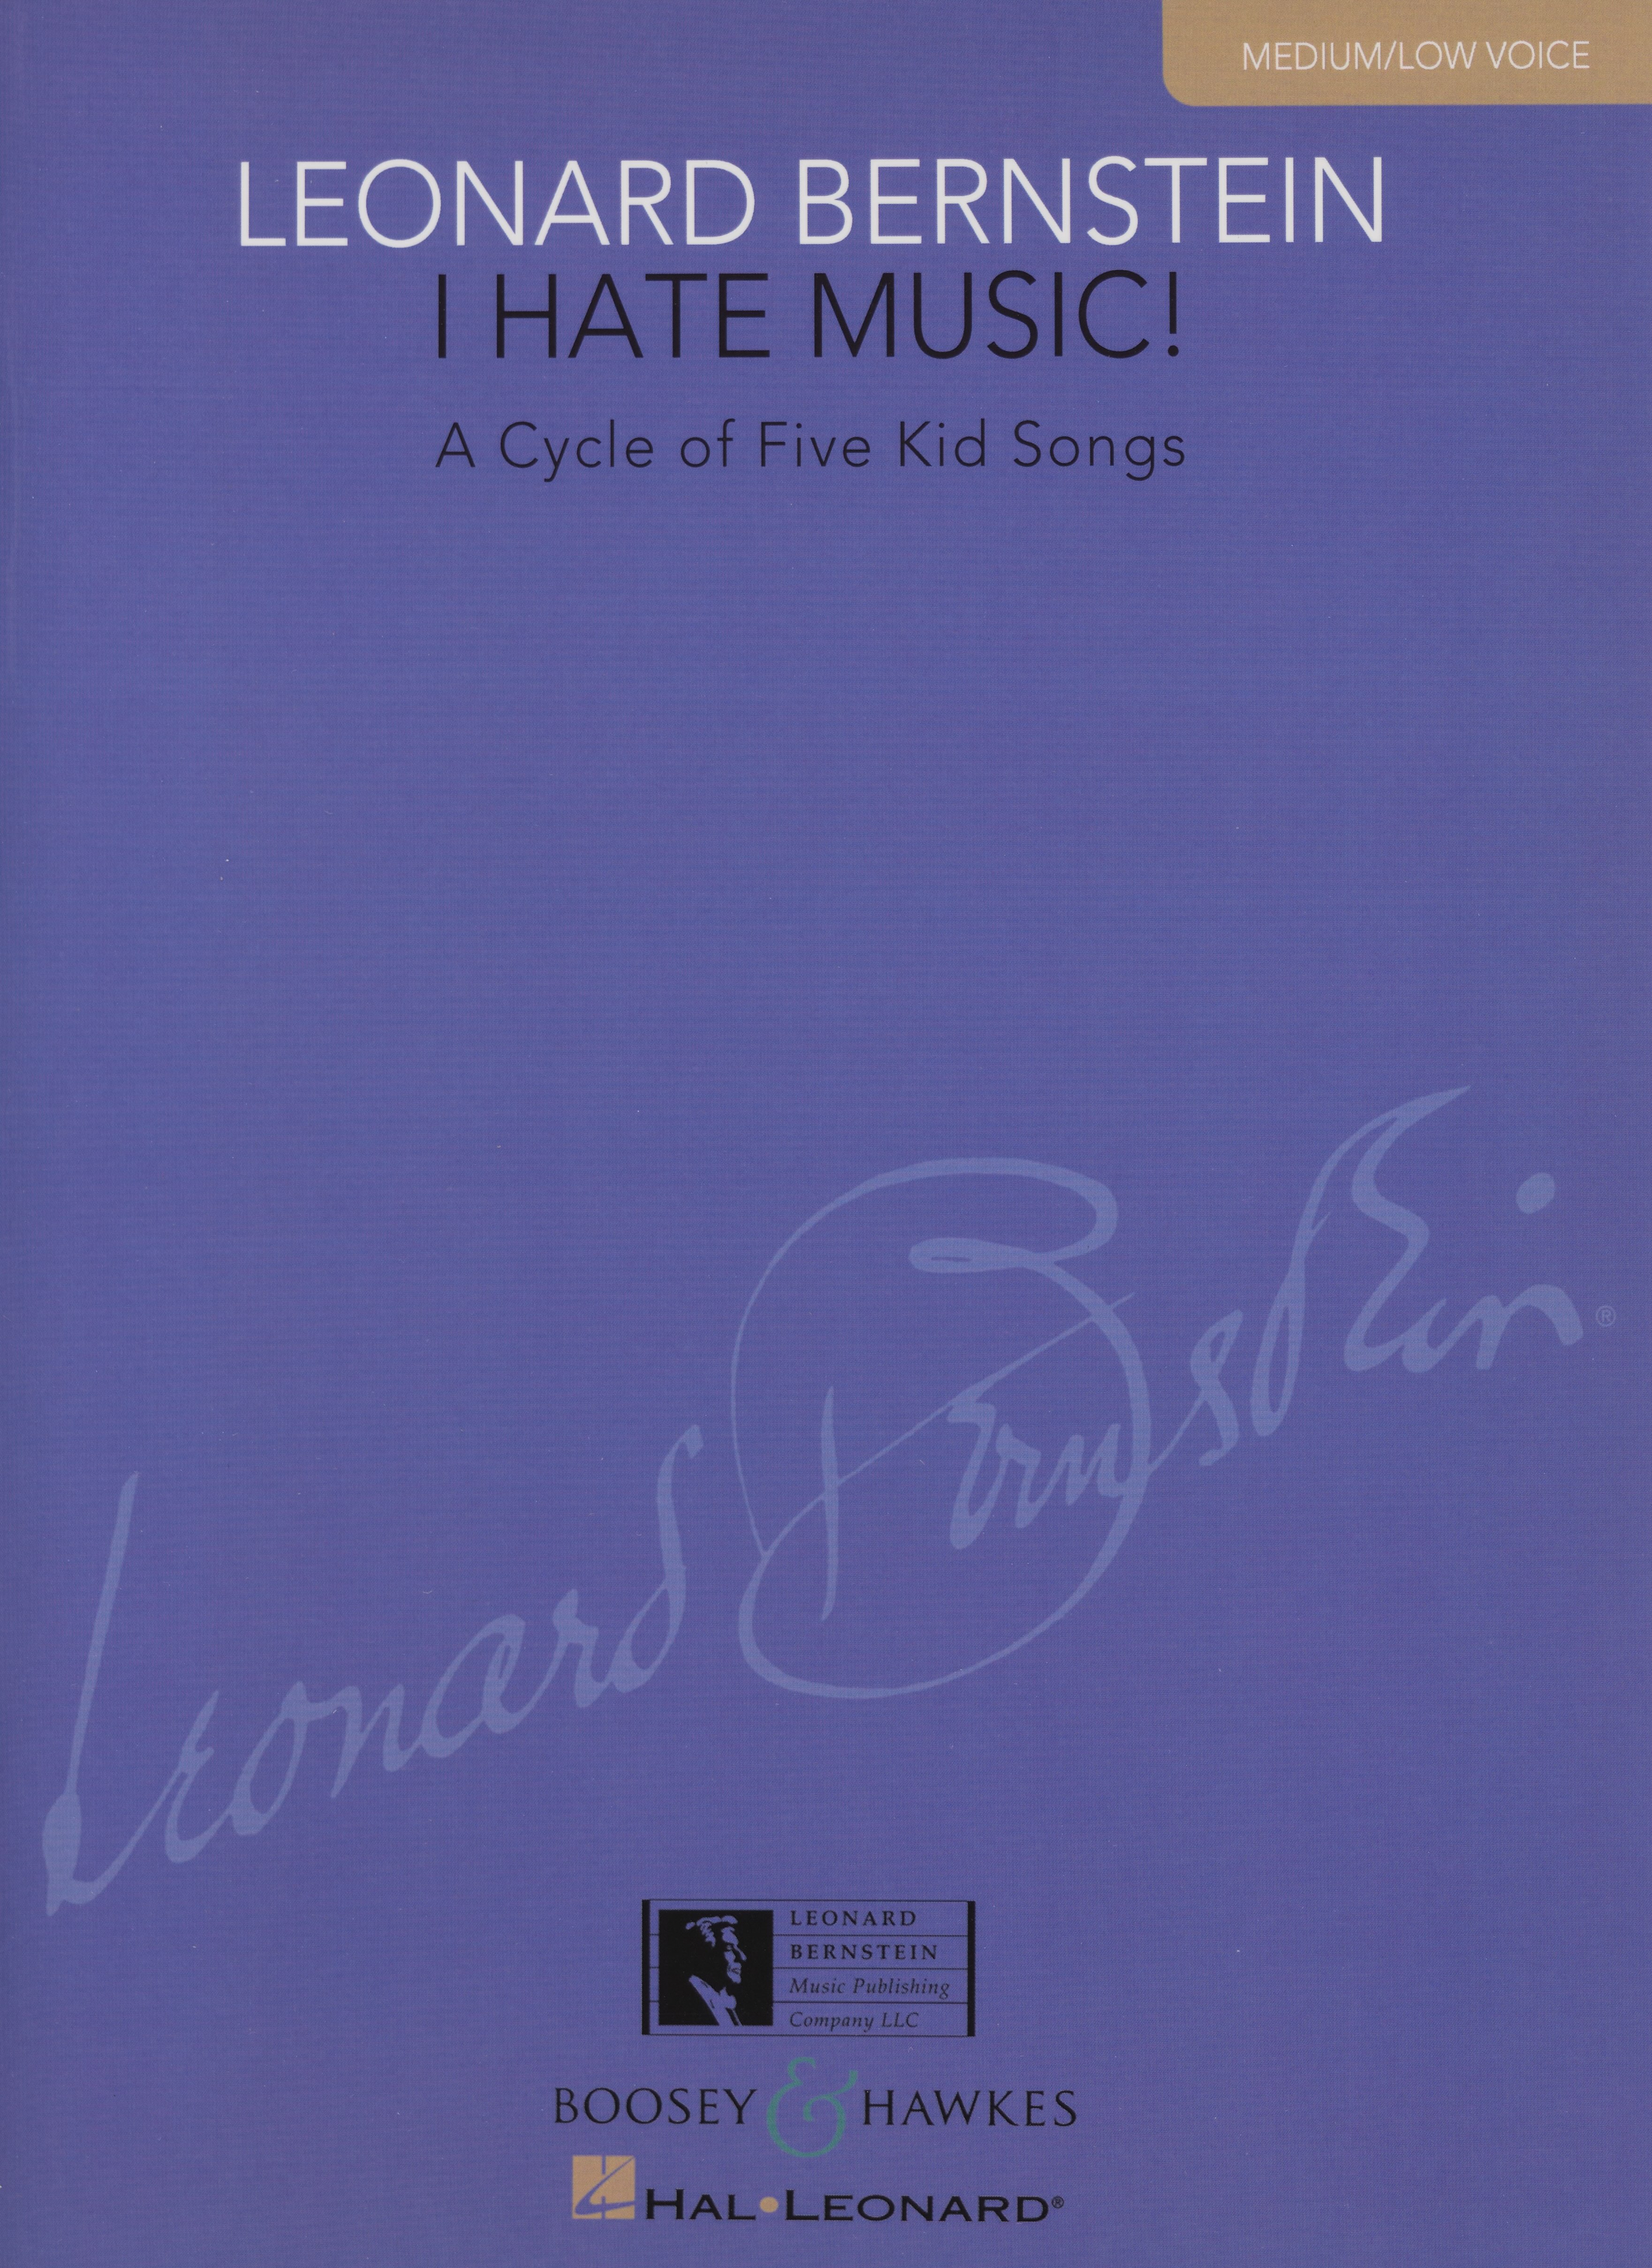 MEDIUM/LOW VOICE
LEONARD BERNSTEIN
I HATE MUSIC!
A Cycle of Five Kid Songs
Leonard Bernstein®
LEONARD
BERNSTEIN
Music Publishing
Company LLC
BOOSEY & HAWKES
HAL•LEONARD®